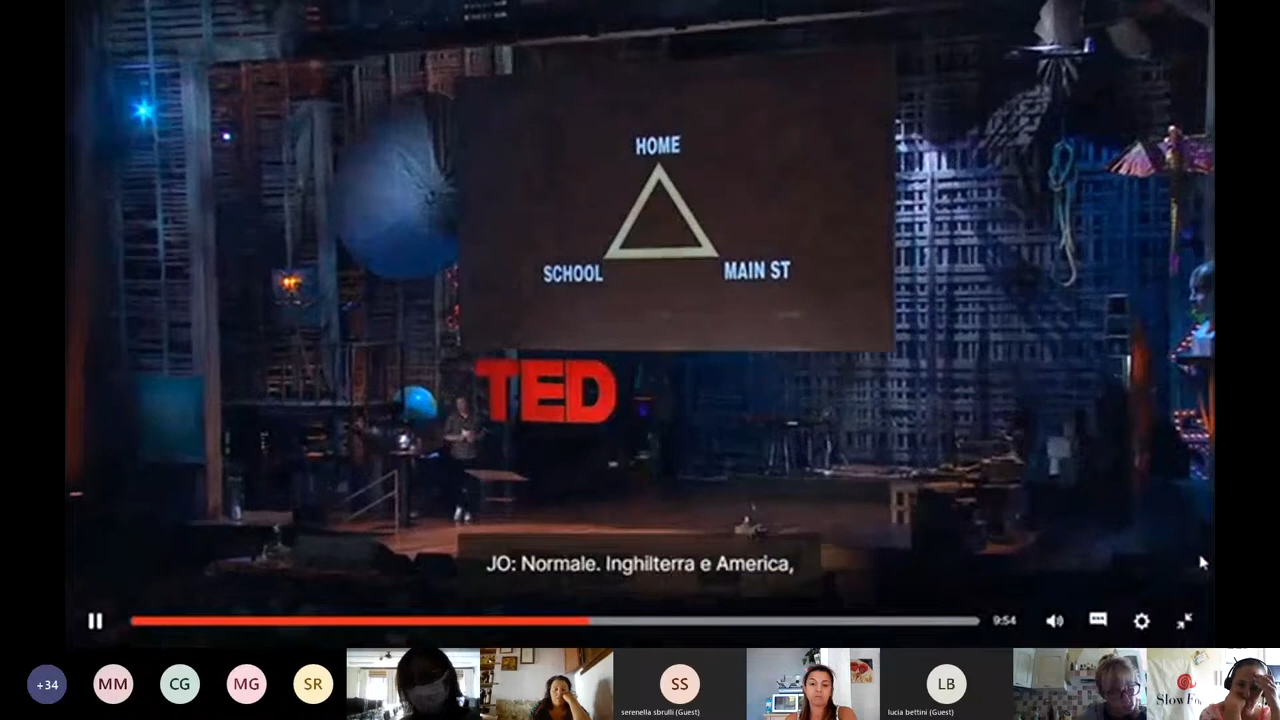 HOME
SCHOOL
MAIN ST
TED
JO: Normale. Inghilterra e America,
9:54
+34
MM
CG
MG
SR
SS
serenella sbrulli (Guest)
LB
lucia bettini (Guest)